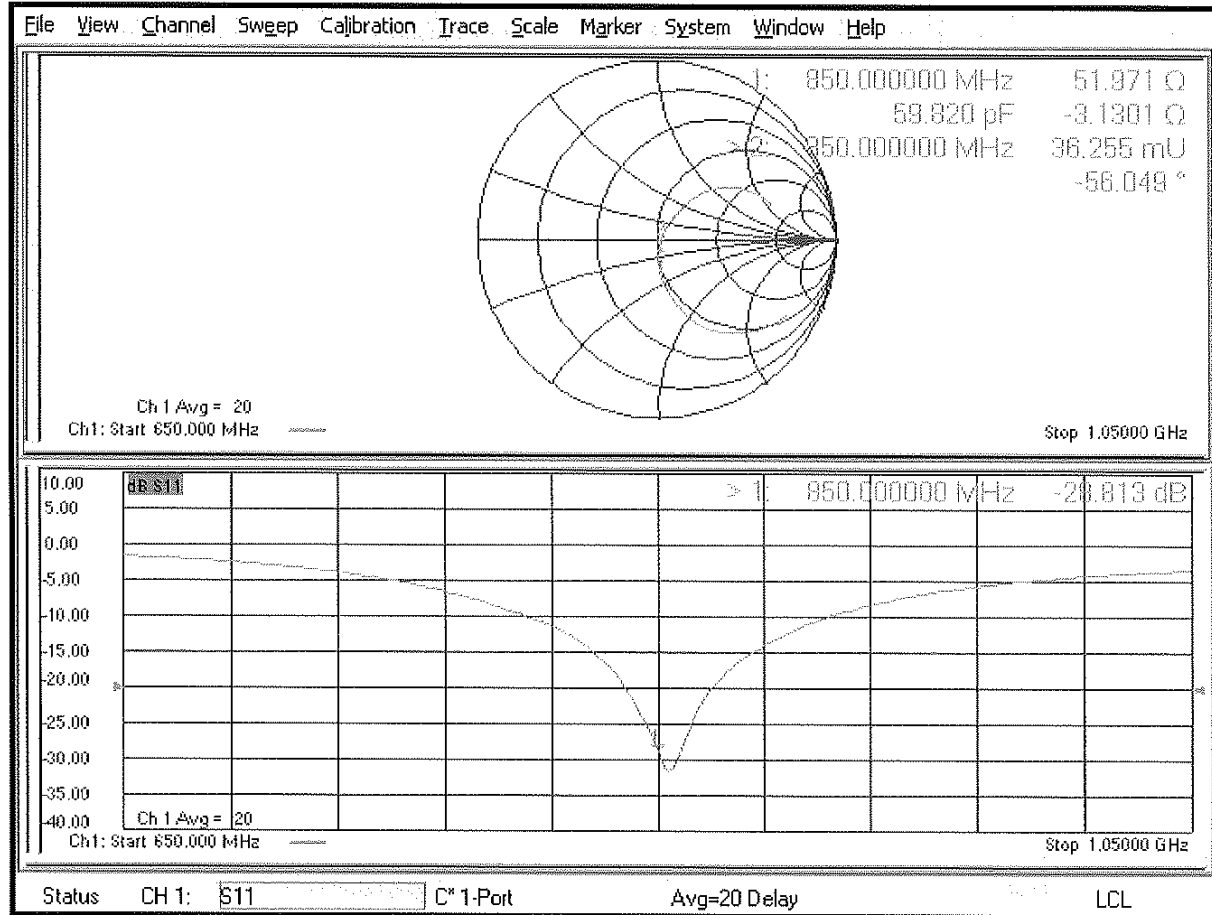 File View Channel Sweep Calibration Trace Scale Marker System Window Help
1: 850.000000 MHz 51.971 Ω
59.820 pF -3.1301 Ω
> 2: 850.000000 MHz 36.255 mU
-56.049 °
Ch 1 Avg = 20
Ch1: Start 650.000 MHz Stop 1.05000 GHz
10.00 dB S11 > 1: 850.000000 MHz -28.813 dB
5.00
0.00
-5.00
-10.00
-15.00
-20.00
-25.00
-30.00
-35.00
-40.00 Ch 1 Avg = 20
Ch1: Start 650.000 MHz Stop 1.05000 GHz
Status CH 1: S11 C* 1-Port Avg=20 Delay LCL